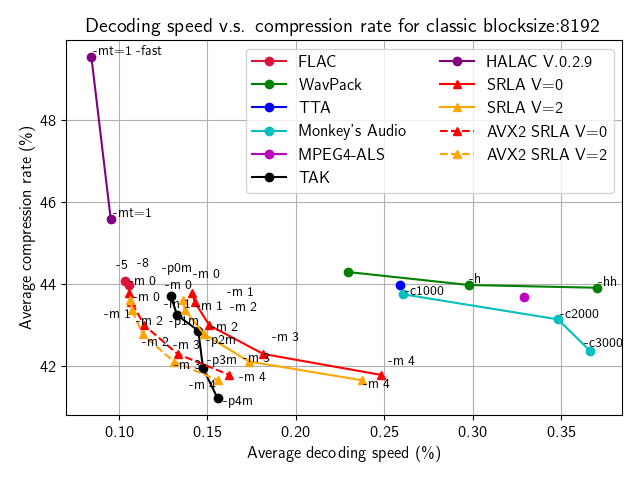 Decoding speed v.s. compression rate for classic blocksize:8192
Average compression rate (%)
48
46
44
42
FLAC
WavPack
TTA
Monkey's Audio
MPEG4-ALS
TAK
HALAC V.0.2.9
SRLA V=0
SRLA V=2
AVX2 SRLA V=0
AVX2 SRLA V=2
-mt=1 -fast
-mt=1
-5
-8
-p0m
-m 0
-m 0
-m 0
-m 0
-h
-hh
-c1000
-m 1
-m 1
-m 1
-m 1
-m 2
-m 2
-p1m
-m 2
-c2000
-m 2
-m 3
-p2m
-m 3
-c3000
-m 3
-p3m
-m 3
-m 4
-m 4
-m 4
-m 4
-p4m
0.10
0.15
0.20
0.25
0.30
0.35
Average decoding speed (%)